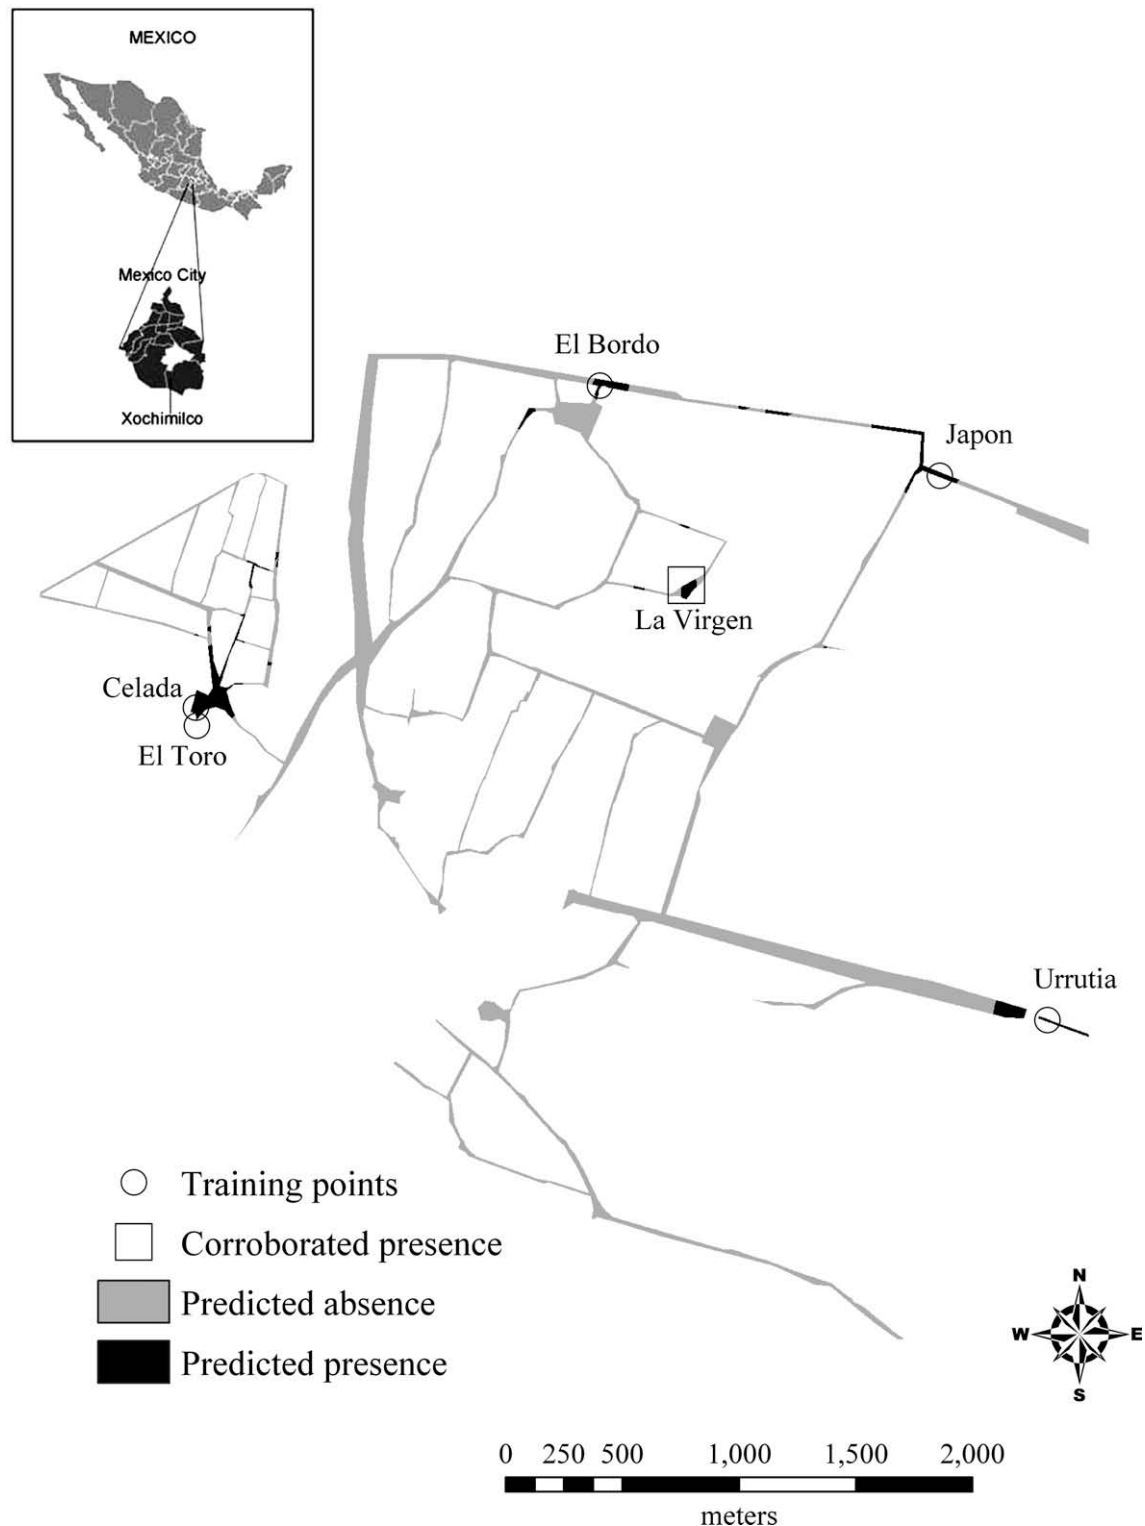 MEXICO
Mexico City
Xochimilco
El Bordo
Japon
La Virgen
Celada
El Toro
Urrutia
Training points
Corroborated presence
Predicted absence
Predicted presence
N
W E
S
0 250 500 1,000 1,500 2,000
meters